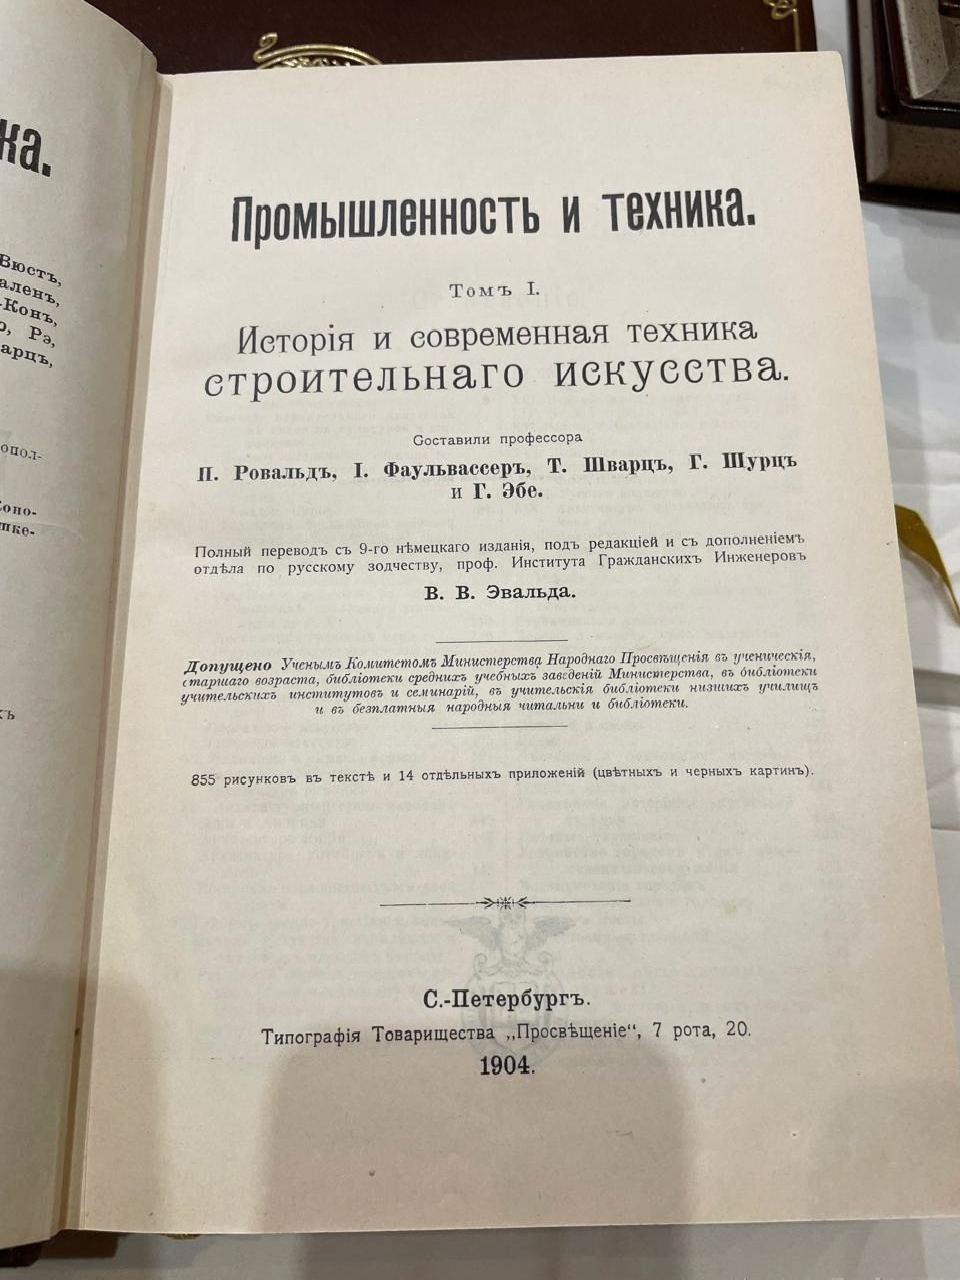 ка.
Вюстъ,
Рэ,
Промышленность и техника.
Томъ I.
Исторія и современная техника
строительнаго искусства.
Составили профессора
П. Ровальдъ, І. Фаульвассеръ, Т. Шварцъ, Г. Шурцъ
и Г. Эбе.
Полный переводъ съ 9-го нѣмецкаго изданія, подъ редакціей и съ дополненіемъ
отдѣла по русскому зодчеству, проф. Института Гражданскихъ Инженеровъ
В. В. Эвальда.
Допущено Ученымъ Комитетомъ Министерства Народнаго Просвѣщенія въ ученическія,
старшаго возраста, библіотеки среднихъ учебныхъ заведеній Министерства, въ библіотеки
учительскихъ институтовъ и семинарій, въ учительскія библіотеки низшихъ училищъ
и въ безплатныя народныя читальни и библіотеки.
855 рисунковъ въ текстѣ и 14 отдѣльныхъ приложеній (цвѣтныхъ и черныхъ картинъ).
С.-Петербургъ.
Типографія Товарищества „Просвѣщеніе“, 7 рота, 20.
1904.